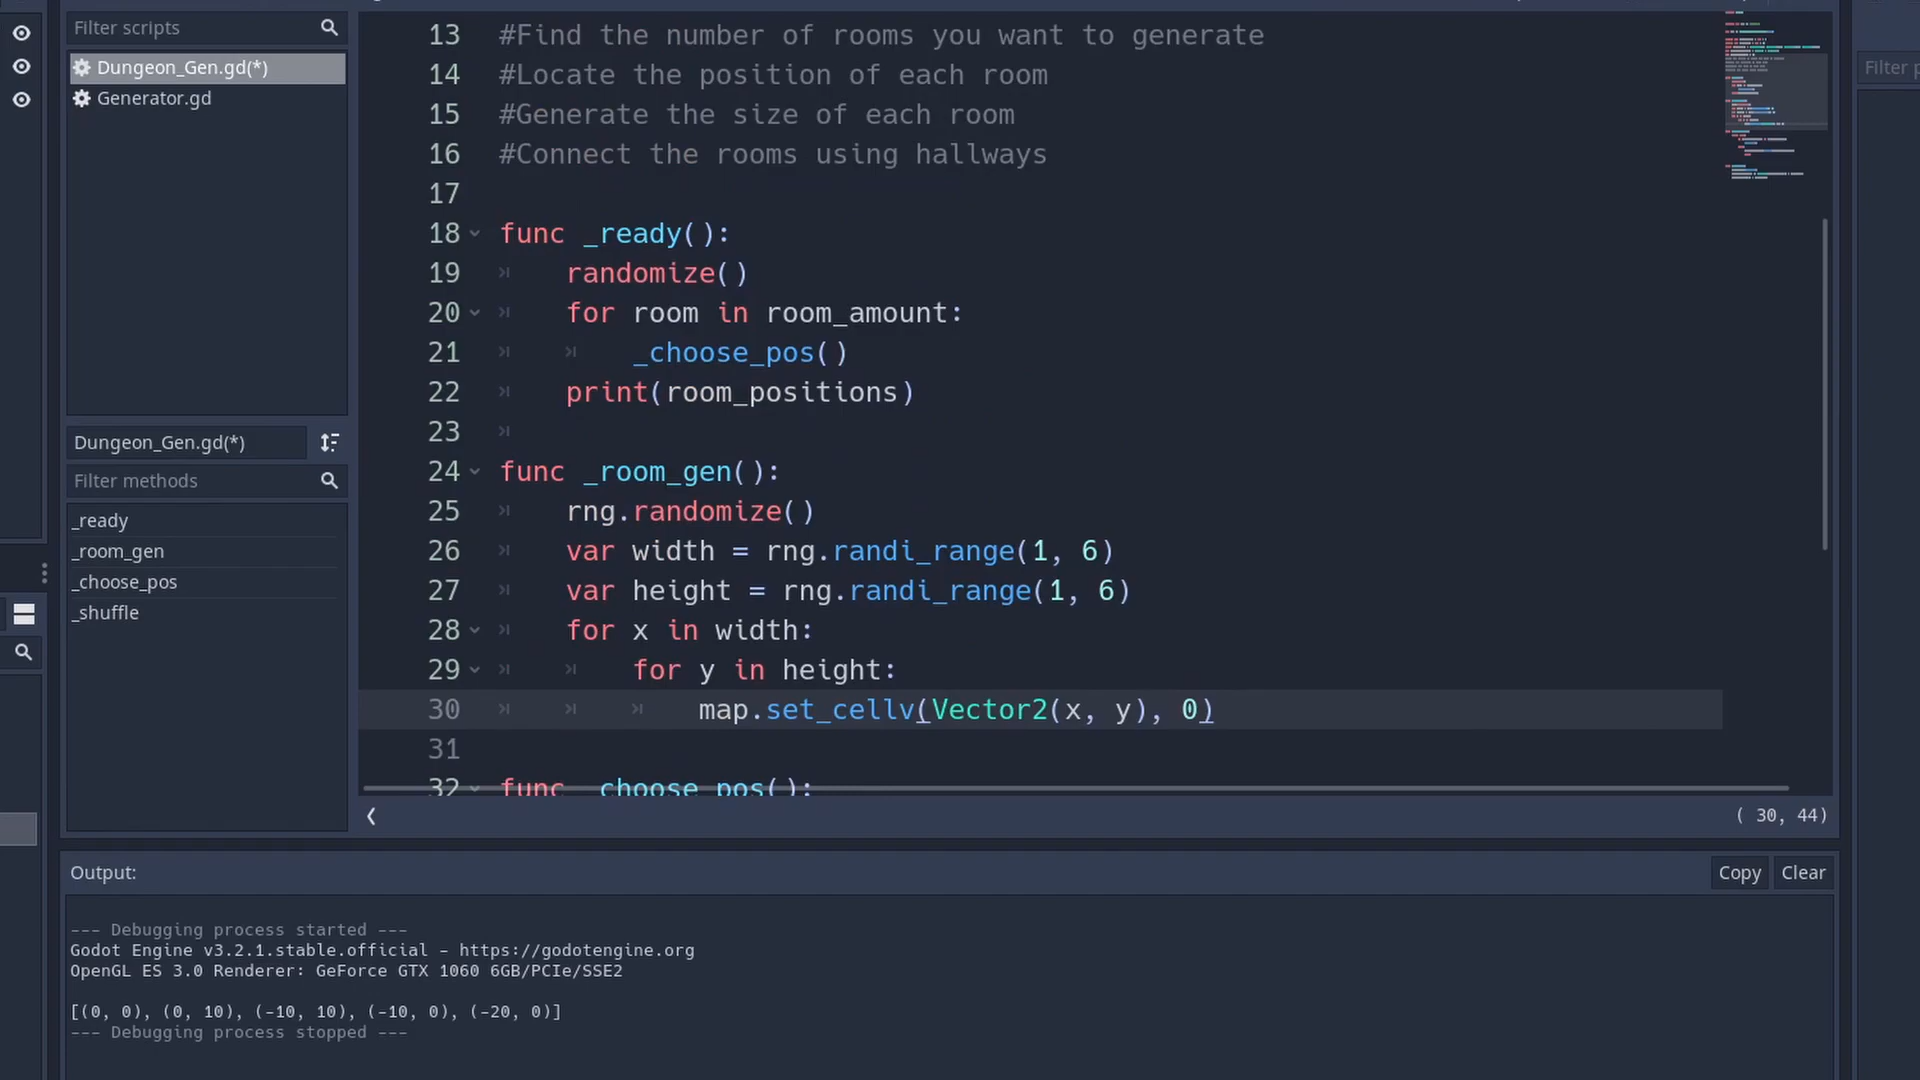 Filter scripts
Dungeon_Gen.gd(*)
Generator.gd
Dungeon_Gen.gd(*)
Filter methods
_ready
_room_gen
_choose_pos
_shuffle
13 #Find the number of rooms you want to generate
14 #Locate the position of each room
15 #Generate the size of each room
16 #Connect the rooms using hallways
17
18 func _ready():
19 randomize()
20 for room in room_amount:
21 _choose_pos()
22 print(room_positions)
23
24 func _room_gen():
25 rng.randomize()
26 var width = rng.randi_range(1, 6)
27 var height = rng.randi_range(1, 6)
28 for x in width:
29 for y in height:
30 map.set_cellv(Vector2(x, y), 0)
31
32 func _choose_pos():
( 30, 44)
Filter
Output:
Copy
Clear
--- Debugging process started ---
Godot Engine v3.2.1.stable.official - https://godotengine.org
OpenGL ES 3.0 Renderer: GeForce GTX 1060 6GB/PCIe/SSE2
[(0, 0), (0, 10), (-10, 10), (-10, 0), (-20, 0)]
--- Debugging process stopped ---